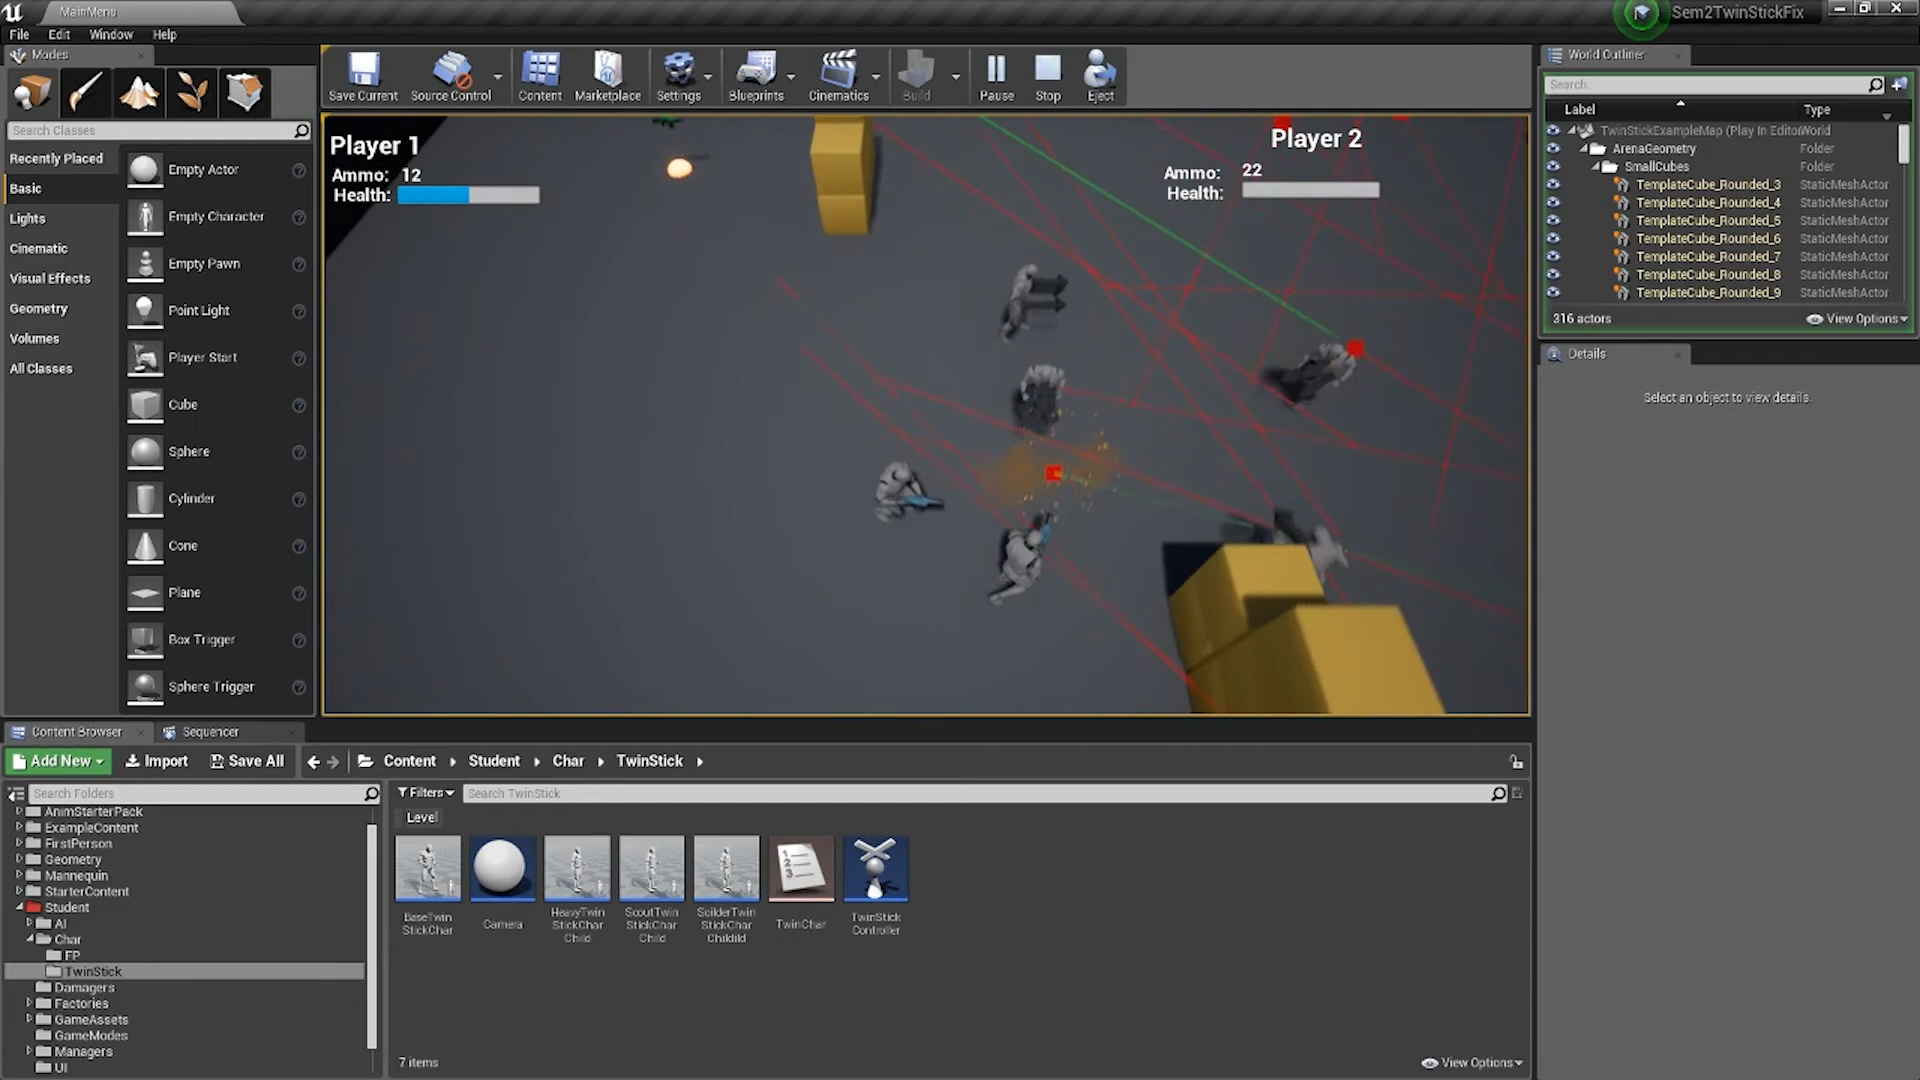 MainMenu
Sem2TwinStickFix
File Edit Window Help
Modes
Save Current
Source Control
Content
Marketplace
Settings
Blueprints
Cinematics
Build
Pause
Stop
Eject
Search Classes
Recently Placed
Basic
Lights
Cinematic
Visual Effects
Geometry
Volumes
All Classes
Empty Actor
Empty Character
Empty Pawn
Point Light
Player Start
Cube
Sphere
Cylinder
Cone
Plane
Box Trigger
Sphere Trigger
Player 1
Ammo: 12
Health:
Player 2
Ammo: 22
Health:
World Outliner
Search...
Label Type
TwinStickExampleMap (Play In Editor World
ArenaGeometry Folder
SmallCubes Folder
TemplateCube_Rounded_3 StaticMeshActor
TemplateCube_Rounded_4 StaticMeshActor
TemplateCube_Rounded_5 StaticMeshActor
TemplateCube_Rounded_6 StaticMeshActor
TemplateCube_Rounded_7 StaticMeshActor
TemplateCube_Rounded_8 StaticMeshActor
TemplateCube_Rounded_9 StaticMeshActor
316 actors View Options
Details
Select an object to view details.
Content Browser Sequencer
Add New Import Save All Content Student Char TwinStick
Search Folders
AnimStarterPack
ExampleContent
FirstPerson
Geometry
Mannequin
StarterContent
Student
AI
Char
FP
TwinStick
Damagers
Factories
GameAssets
GameModes
Managers
UI
Filters Search TwinStick
Level
BaseTwin
StickChar
Camera
HeavyTwin
StickChar
Child
ScoutTwin
StickChar
Child
SoilderTwin
StickChar
Childild
TwinChar
TwinStick
Controller
7 items View Options